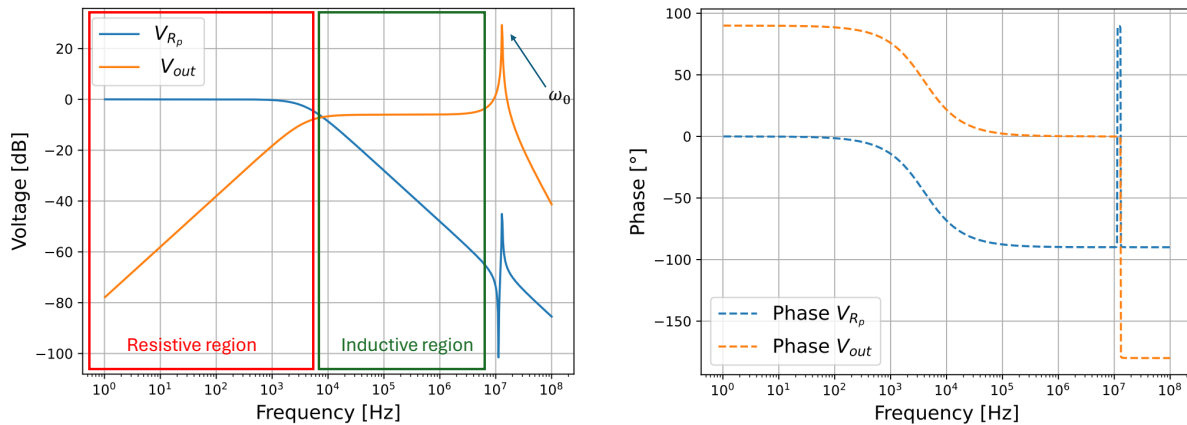 V_{R_p}
V_{out}
ω_0
Resistive region
Inductive region
20
0
−20
−40
−60
−80
−100
10^0 10^1 10^2 10^3 10^4 10^5 10^6 10^7 10^8
Voltage [dB]
Frequency [Hz]
100
50
0
−50
−100
−150
Phase V_{R_p}
Phase V_{out}
10^0 10^1 10^2 10^3 10^4 10^5 10^6 10^7 10^8
Phase [°]
Frequency [Hz]